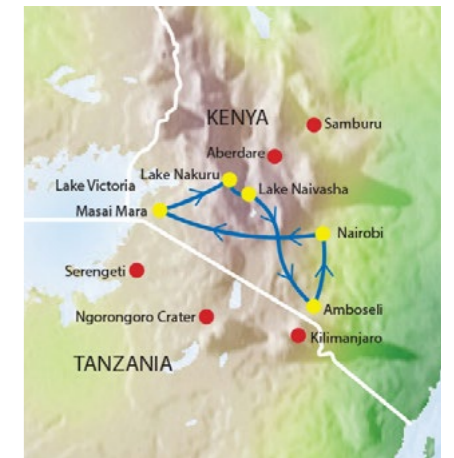 KENYA
Samburu
Aberdare
Lake Nakuru
Lake Victoria
Lake Naivasha
Masai Mara
Nairobi
Serengeti
Amboseli
Ngorongoro Crater
Kilimanjaro
TANZANIA